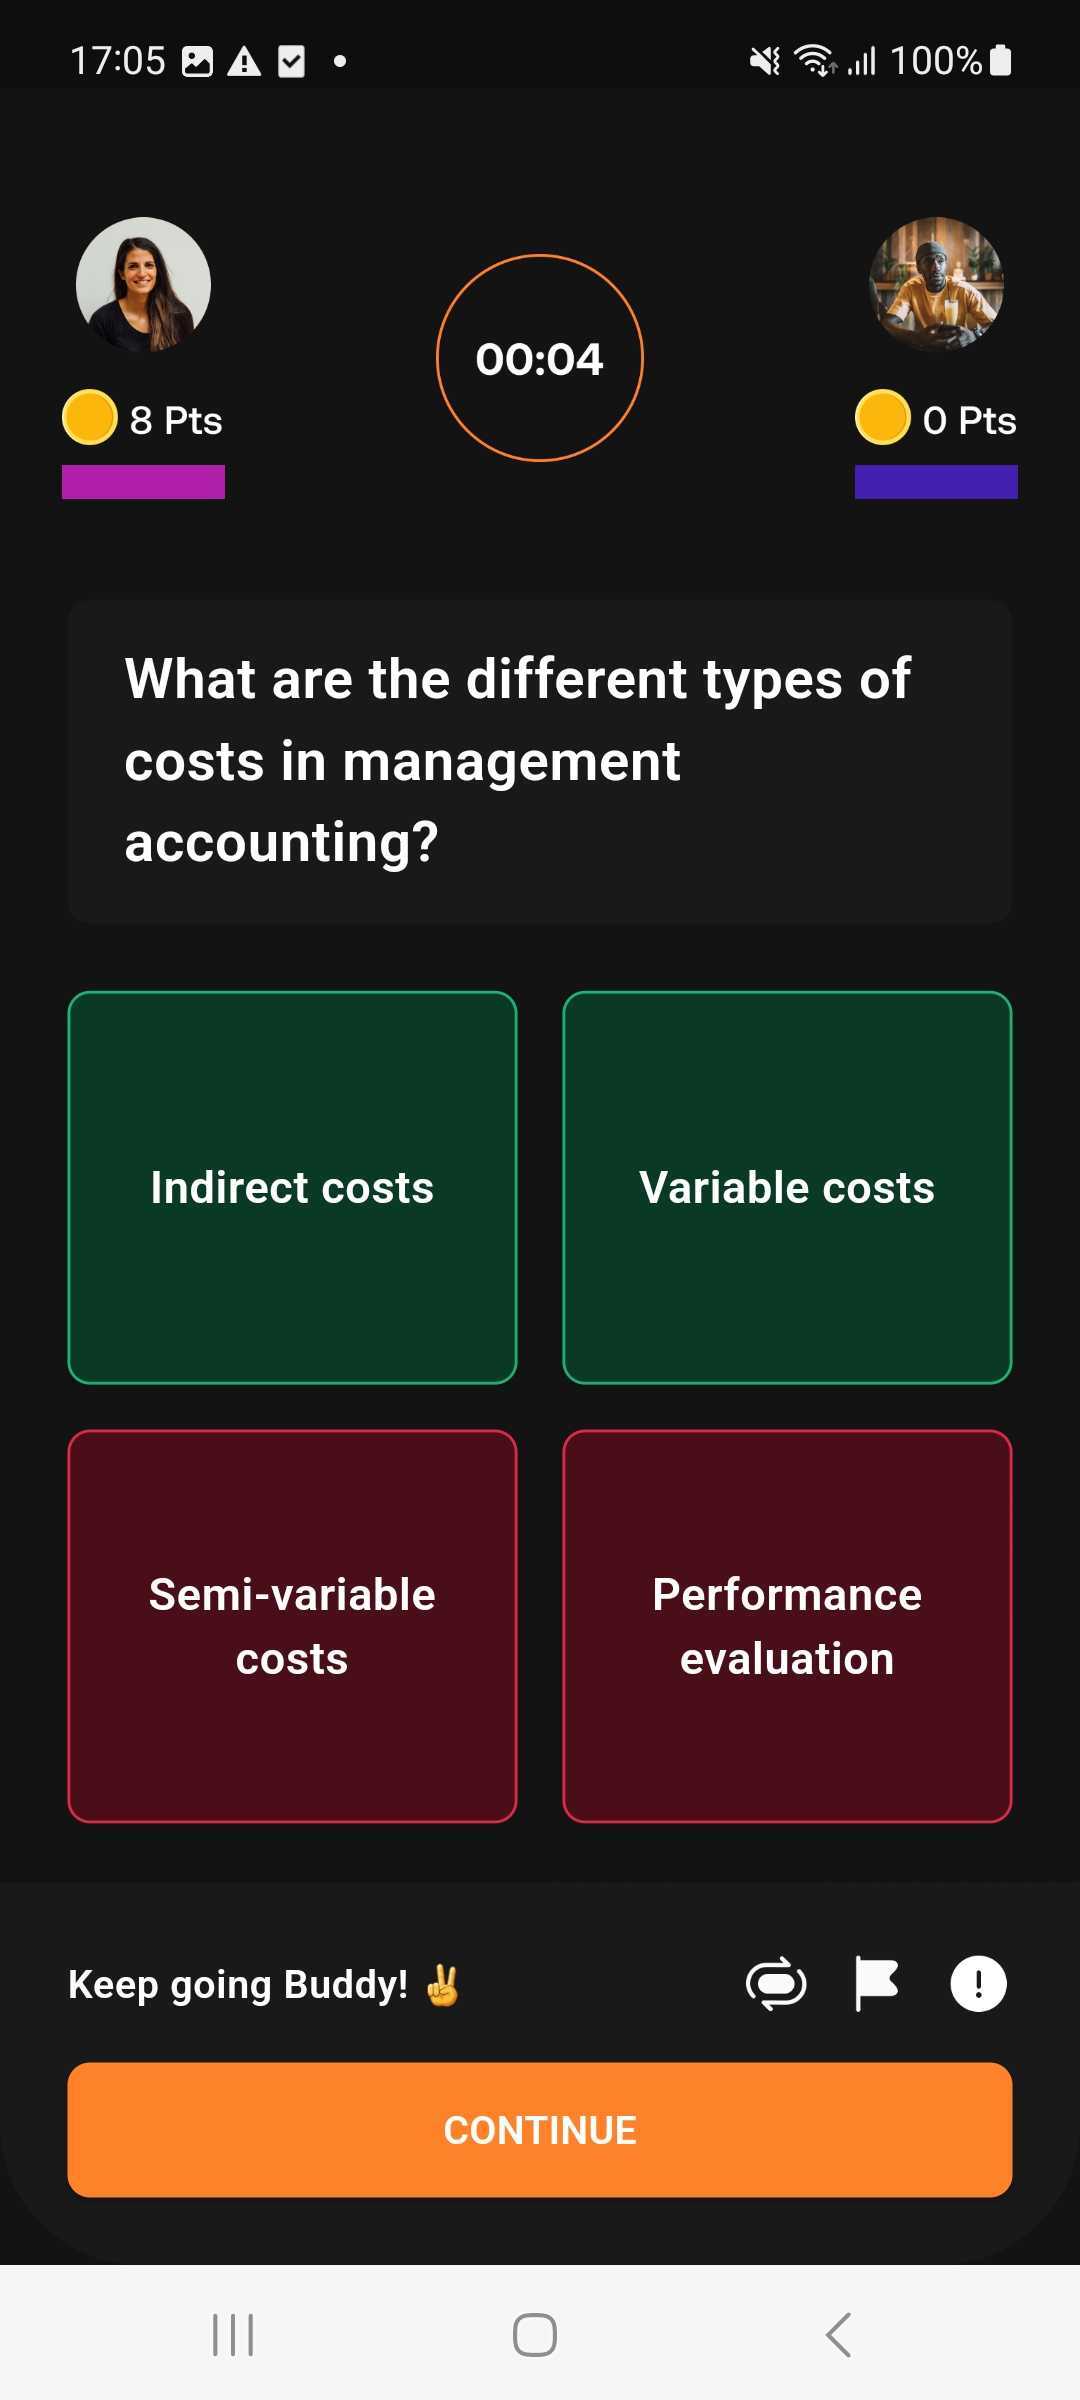 17:05
100%
00:04
8 Pts
0 Pts
What are the different types of
costs in management
accounting?
Indirect costs
Variable costs
Semi-variable
costs
Performance
evaluation
Keep going Buddy! ✌️
CONTINUE